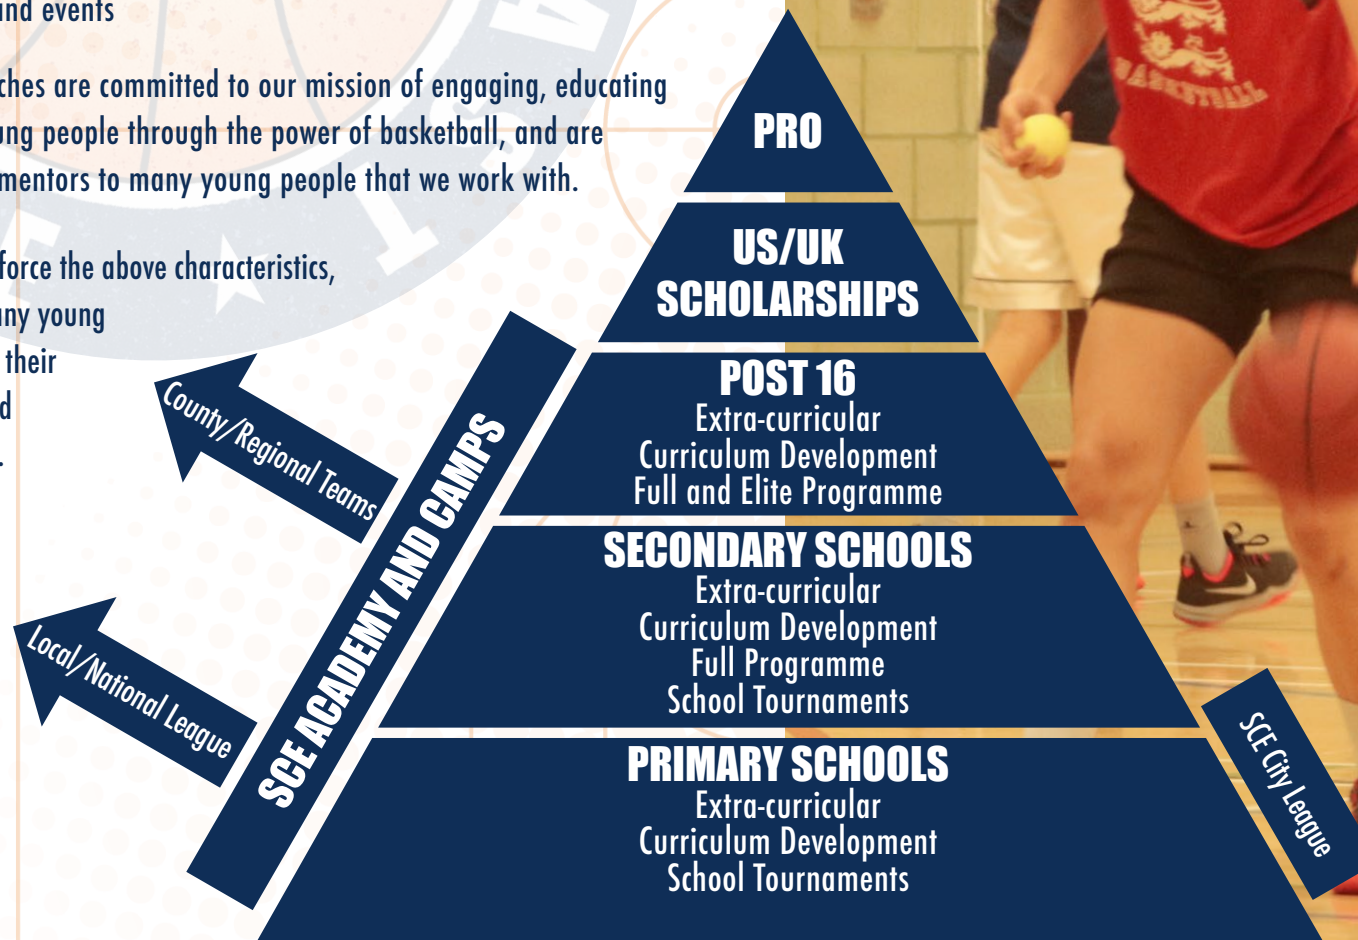 and events
ches are committed to our mission of engaging, educating
ung people through the power of basketball, and are
mentors to many young people that we work with.
force the above characteristics,
any young
their
d
.
PRO
US/UK
SCHOLARSHIPS
POST 16
Extra-curricular
Curriculum Development
Full and Elite Programme
SECONDARY SCHOOLS
Extra-curricular
Curriculum Development
Full Programme
School Tournaments
PRIMARY SCHOOLS
Extra-curricular
Curriculum Development
School Tournaments
SCE ACADEMY AND CAMPS
County/Regional Teams
Local/National League
SCE City League
BASKETBALL